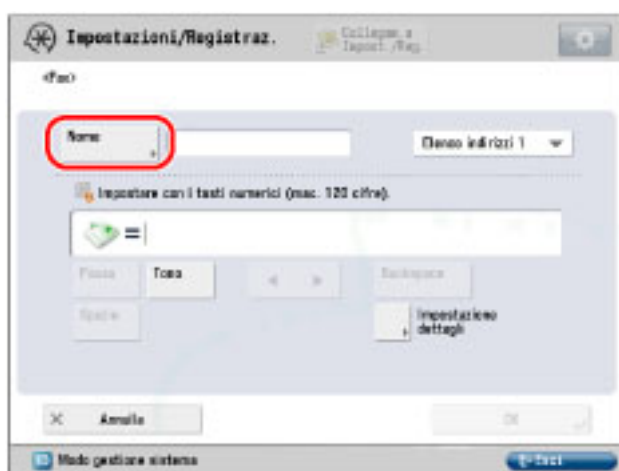 Impostazioni/Registraz.
Collegam. a
Impost./Reg.
<Fax>
Nome
Elenco indirizzi 1
Impostare con i tasti numerici (mac. 120 cifre).
=
Pausa
Tono
Backspace
Spazio
Impostazione
dettagli
Annulla
OK
Modo gestione sistema